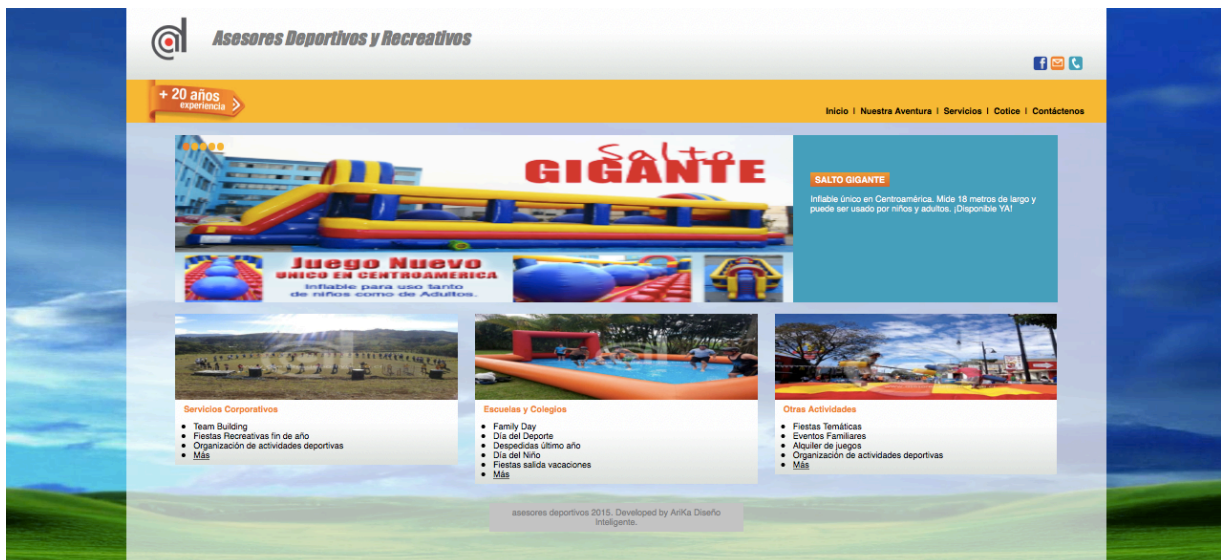 Asesores Deportivos y Recreativos
+ 20 años
experiencia
Inicio | Nuestra Aventura | Servicios | Cotice | Contáctenos
Salto
GIGANTE
Juego Nuevo
UNICO EN CENTROAMERICA
Inflable para uso tanto
de niños como de Adultos.
SALTO GIGANTE
Inflable único en Centroamérica. Mide 18 metros de largo y
puede ser usado por niños y adultos. ¡Disponible YA!
Servicios Corporativos
Team Building
Fiestas Recreativas fin de año
Organización de actividades deportivas
Más
Escuelas y Colegios
Family Day
Día del Deporte
Despedidas último año
Día del Niño
Fiestas salida vacaciones
Más
Otras Actividades
Fiestas Temáticas
Eventos Familiares
Alquiler de juegos
Organización de actividades deportivas
Más
asesores deportivos 2015. Developed by AriKa Diseño
Inteligente.